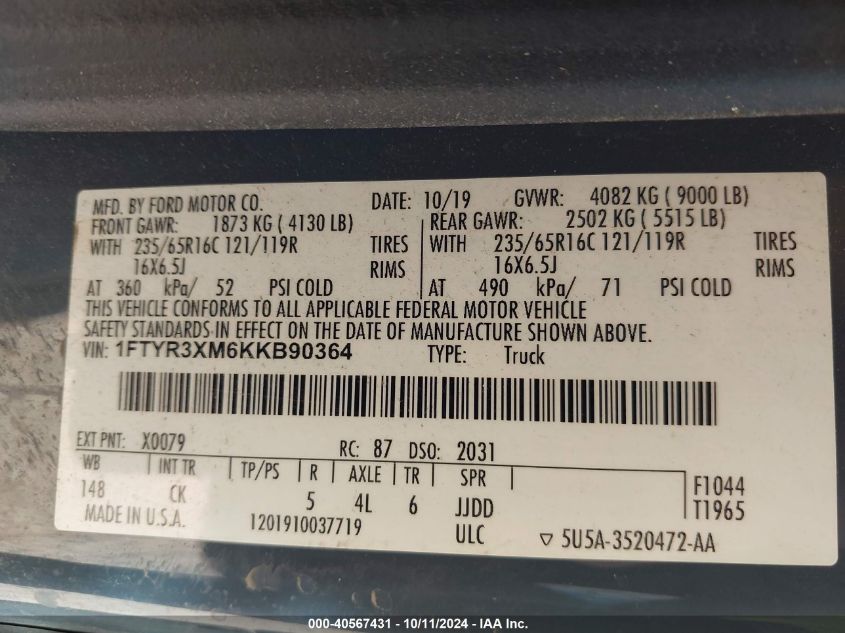 MFD. BY FORD MOTOR CO. DATE: 10/19 GVWR: 4082 KG ( 9000 LB)
FRONT GAWR: 1873 KG ( 4130 LB) REAR GAWR: 2502 KG ( 5515 LB)
WITH 235/65R16C 121/119R TIRES WITH 235/65R16C 121/119R TIRES
16X6.5J RIMS 16X6.5J RIMS
AT 360 kPa/ 52 PSI COLD AT 490 kPa/ 71 PSI COLD
THIS VEHICLE CONFORMS TO ALL APPLICABLE FEDERAL MOTOR VEHICLE
SAFETY STANDARDS IN EFFECT ON THE DATE OF MANUFACTURE SHOWN ABOVE.
VIN: 1FTYR3XM6KKB90364 TYPE: Truck
EXT PNT: X0079 RC: 87 DSO: 2031
WB INT TR TP/PS R AXLE TR SPR F1044
148 CK 5 4L 6 JJDD T1965
MADE IN U.S.A. 1201910037719 ULC ▽ 5U5A-3520472-AA
000-40567431 - 10/11/2024 - IAA Inc.